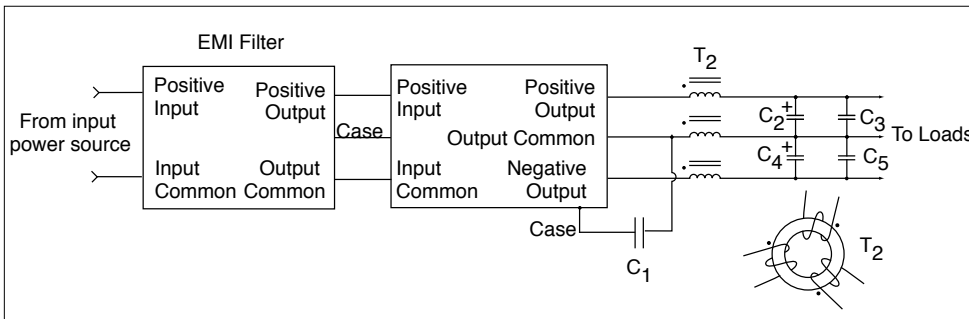 EMI Filter
From input
power source
Positive
Input
Input
Common
Positive
Output
Output
Common
Case
Positive
Input
Input
Common
Positive
Output
Output Common
Negative
Output
Case
C1
T2
C2
+
C3
C4
+
C5
To Loads
T2